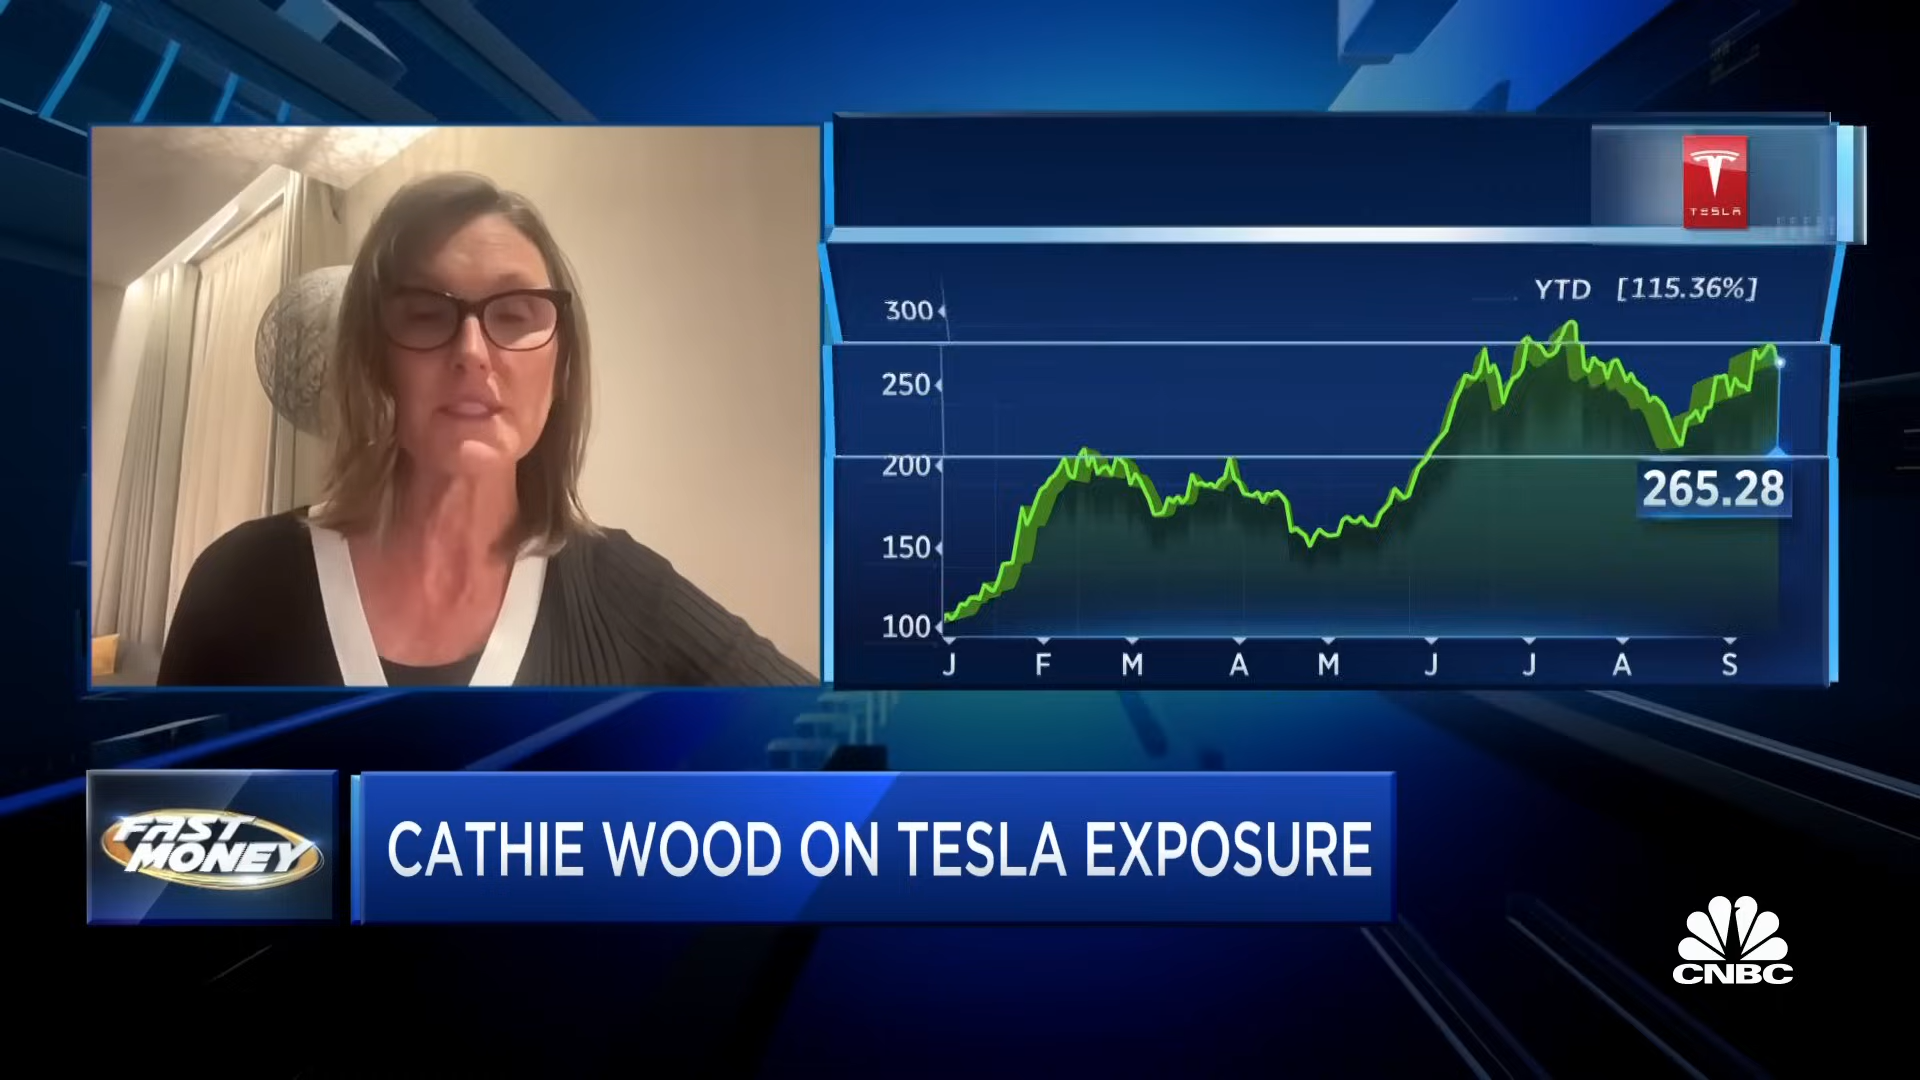 TESLA
YTD [115.36%]
300
250
200
150
100
265.28
J F M A M J J A S
FAST
MONEY
CATHIE WOOD ON TESLA EXPOSURE
CNBC